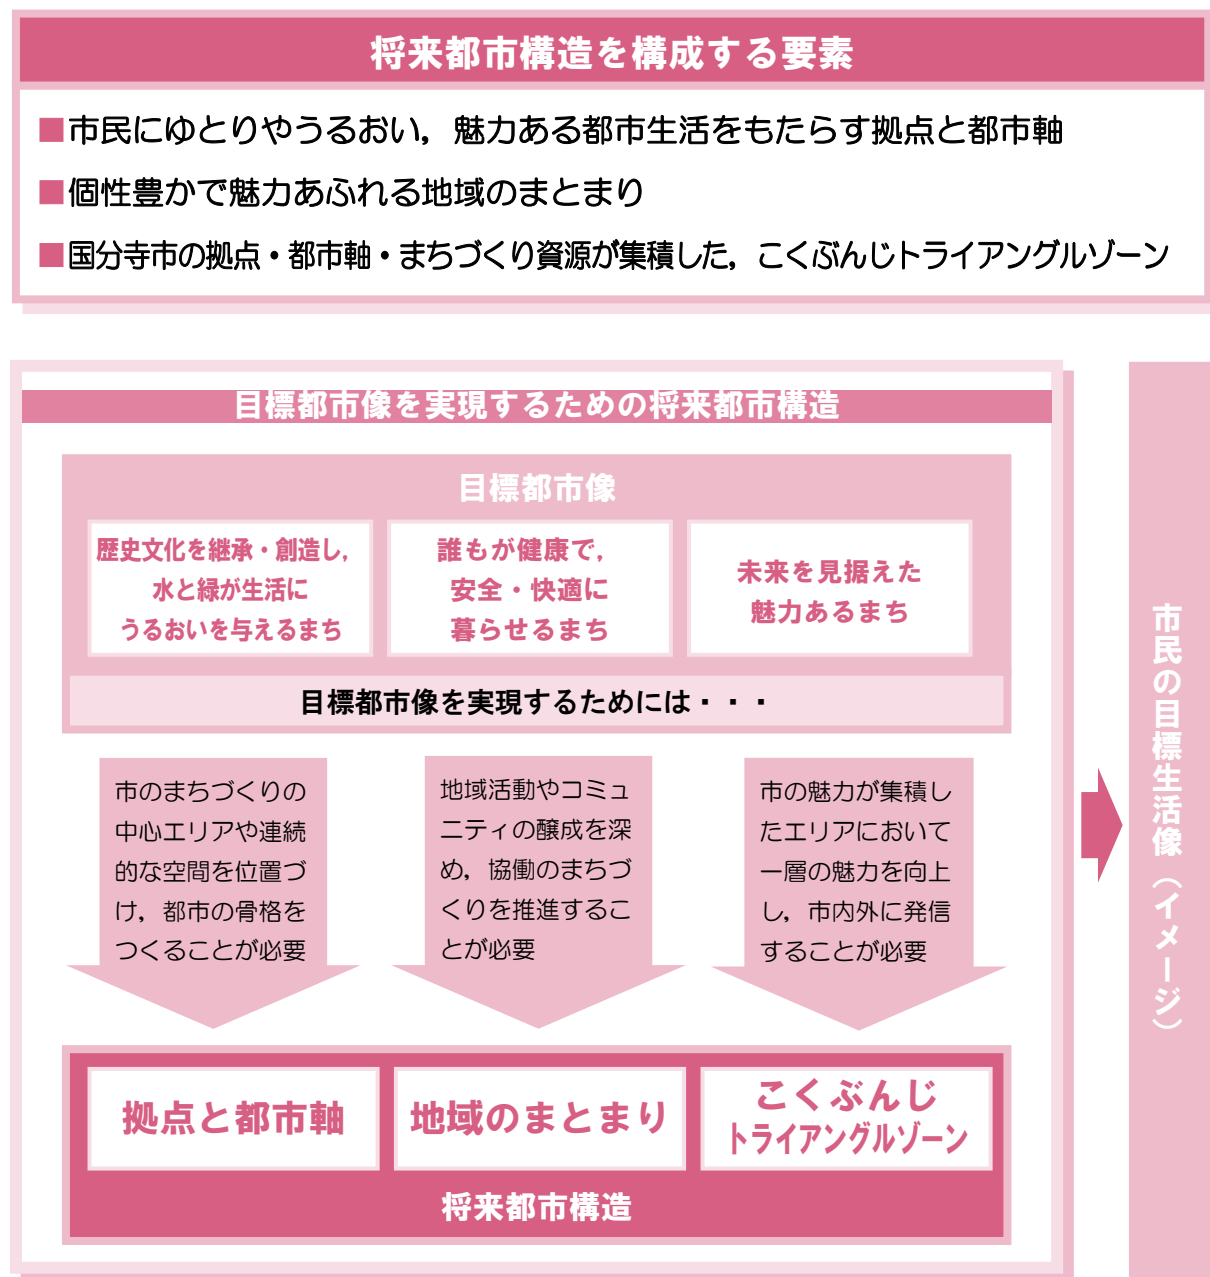 将来都市構造を構成する要素
■市民にゆとりやうるおい，魅力ある都市生活をもたらす拠点と都市軸
■個性豊かで魅力あふれる地域のまとまり
■国分寺市の拠点・都市軸・まちづくり資源が集積した，こくぶんじトライアングルゾーン
目標都市像を実現するための将来都市構造
目標都市像
歴史文化を継承・創造し，
水と緑が生活に
うるおいを与えるまち
誰もが健康で，
安全・快適に
暮らせるまち
未来を見据えた
魅力あるまち
目標都市像を実現するためには・・・
市のまちづくりの
中心エリアや連続
的な空間を位置づ
け，都市の骨格を
つくることが必要
地域活動やコミュ
ニティの醸成を深
め，協働のまちづ
くりを推進するこ
とが必要
市の魅力が集積し
たエリアにおいて
一層の魅力を向上
し，市内外に発信
することが必要
拠点と都市軸
地域のまとまり
こくぶんじ
トライアングルゾーン
将来都市構造
市民の目標生活像（イメージ）